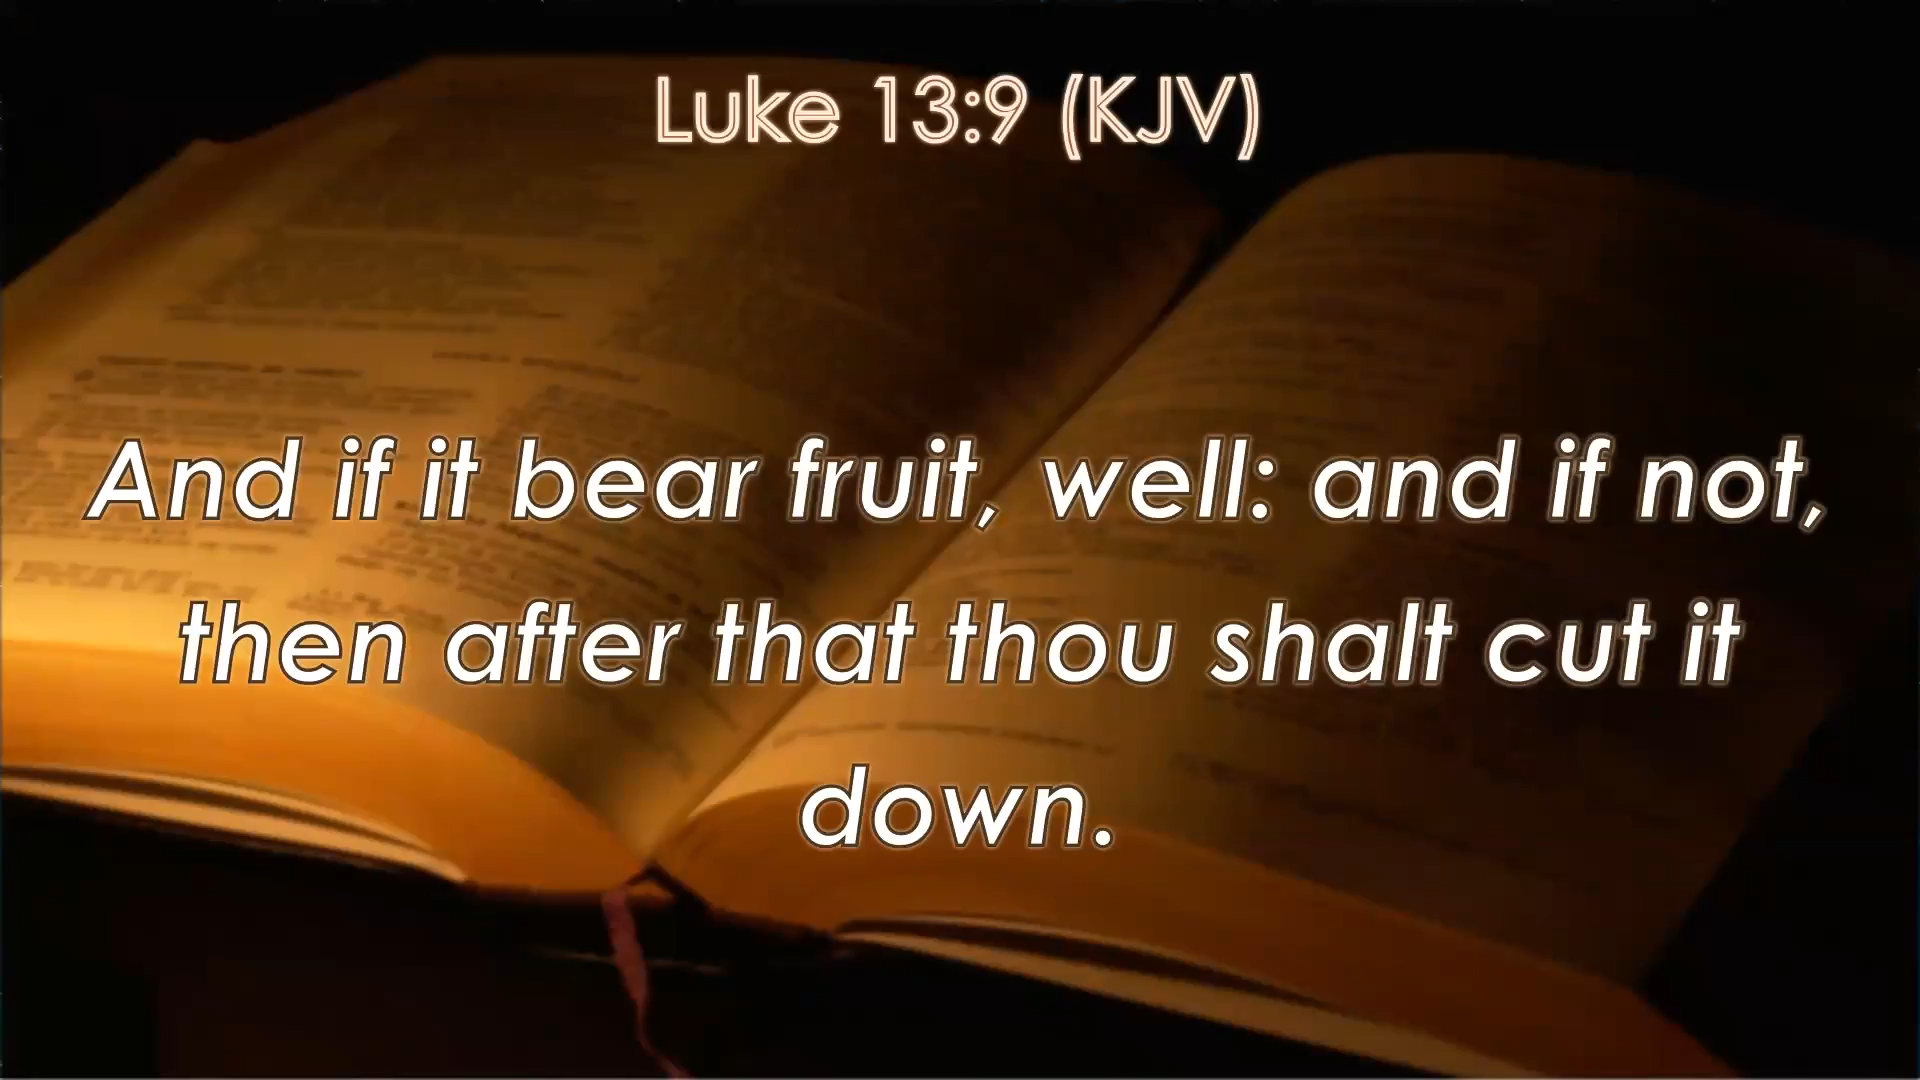 Luke 13:9 (KJV)
And if it bear fruit, well: and if not,
then after that thou shalt cut it
down.